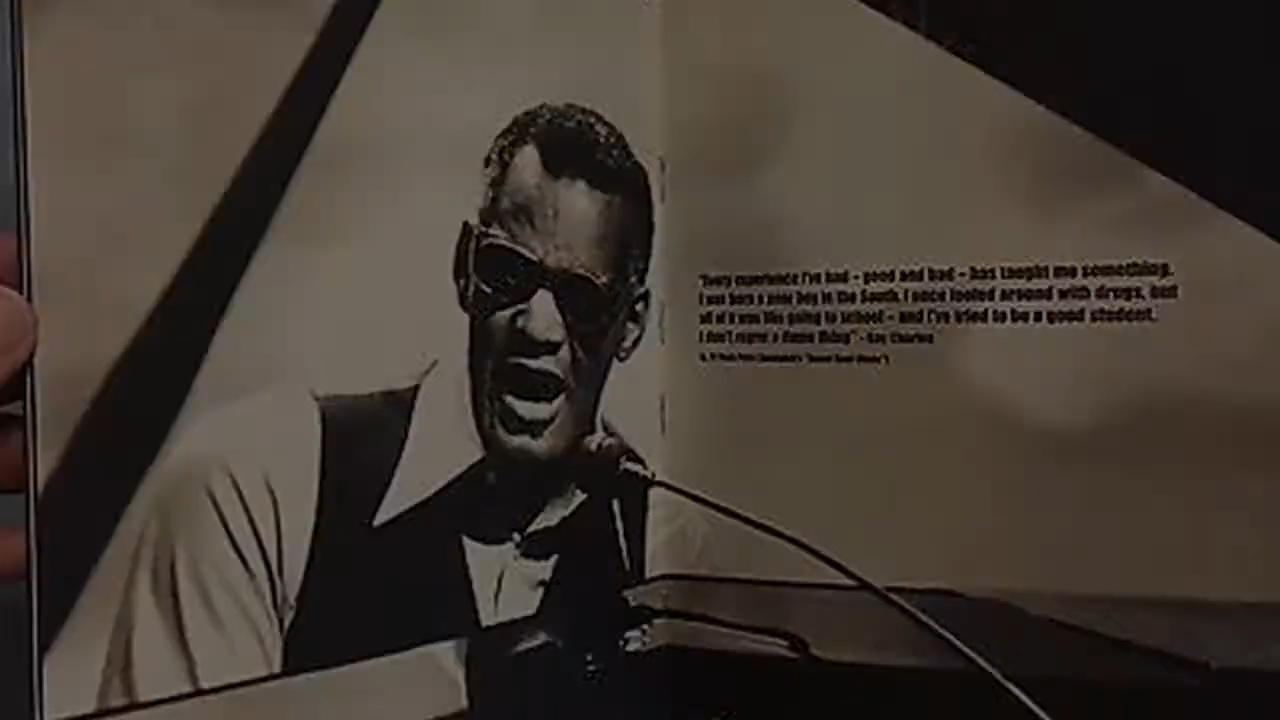 "Every experience I've had - good and bad - has taught me something.
I was born a poor boy in the South, I once fooled around with drugs, but
all of it was like going to school - and I've tried to be a good student.
I don't regret a damn thing" - Ray Charles